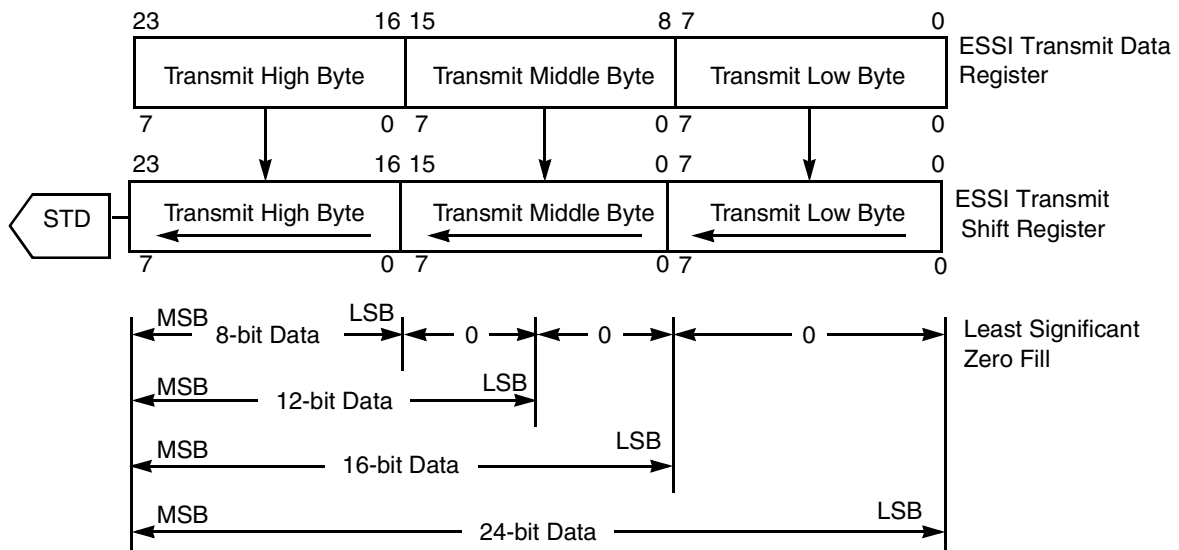 23 16 15 8 7 0
Transmit High Byte Transmit Middle Byte Transmit Low Byte
ESSI Transmit Data
Register
7 0 7 0 7 0
23 16 15 0 7 0
STD
Transmit High Byte Transmit Middle Byte Transmit Low Byte
ESSI Transmit
Shift Register
7 0 7 0 7 0
MSB 8-bit Data LSB 0 0 0
Least Significant
Zero Fill
MSB 12-bit Data LSB
MSB 16-bit Data LSB
MSB 24-bit Data LSB